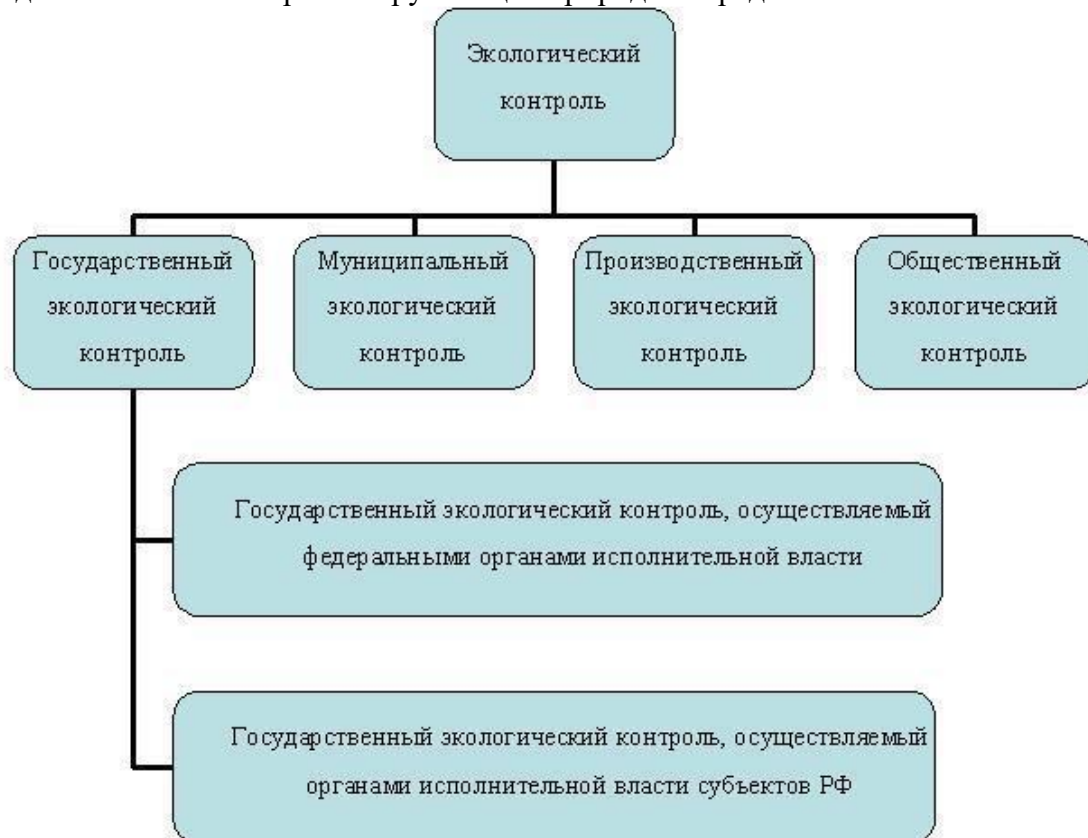 Экологический
контроль
Государственный
экологический
контроль
Муниципальный
экологический
контроль
Производственный
экологический
контроль
Общественный
экологический
контроль
Государственный экологический контроль, осуществляемый
федеральными органами исполнительной власти
Государственный экологический контроль, осуществляемый
органами исполнительной власти субъектов РФ